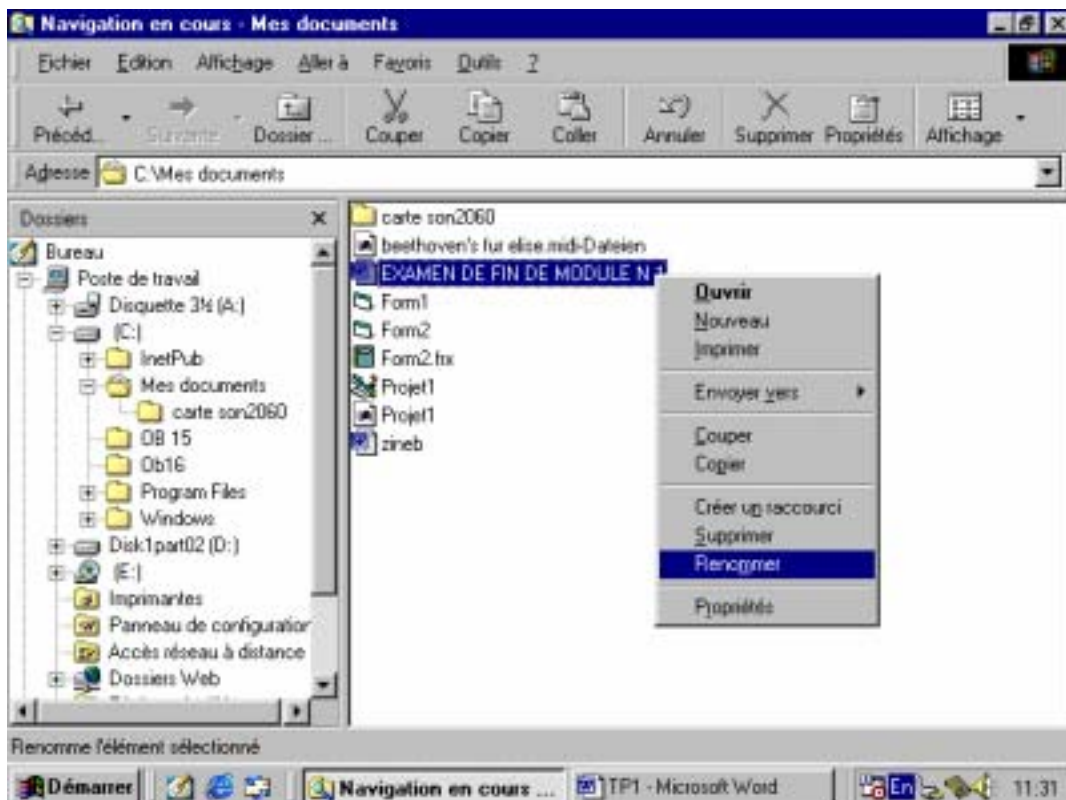 Navigation en cours - Mes documents
Fichier Edition Affichage Aller à Favoris Outils ?
Précéd... Suivante Dossier ... Couper Copier Coller Annuler Supprimer Propriétés Affichage
Adresse C:\Mes documents
Dossiers
Bureau
Poste de travail
Disquette 3½ (A:)
(C:)
InetPub
Mes documents
carte son2060
OB 15
Ob16
Program Files
Windows
Disk1part02 (D:)
(E:)
Imprimantes
Panneau de configuration
Accès réseau à distance
Dossiers Web
carte son2060
beethoven's fur elise.midi-Dateien
EXAMEN DE FIN DE MODULE N
Form1
Form2
Form2.frx
Projet1
Projet1
zineb
Ouvrir
Nouveau
Imprimer
Envoyer vers
Couper
Copier
Créer un raccourci
Supprimer
Renommer
Propriétés
Renomme l'élément sélectionné
Démarrer Navigation en cours ... TP1 - Microsoft Word En 11:31